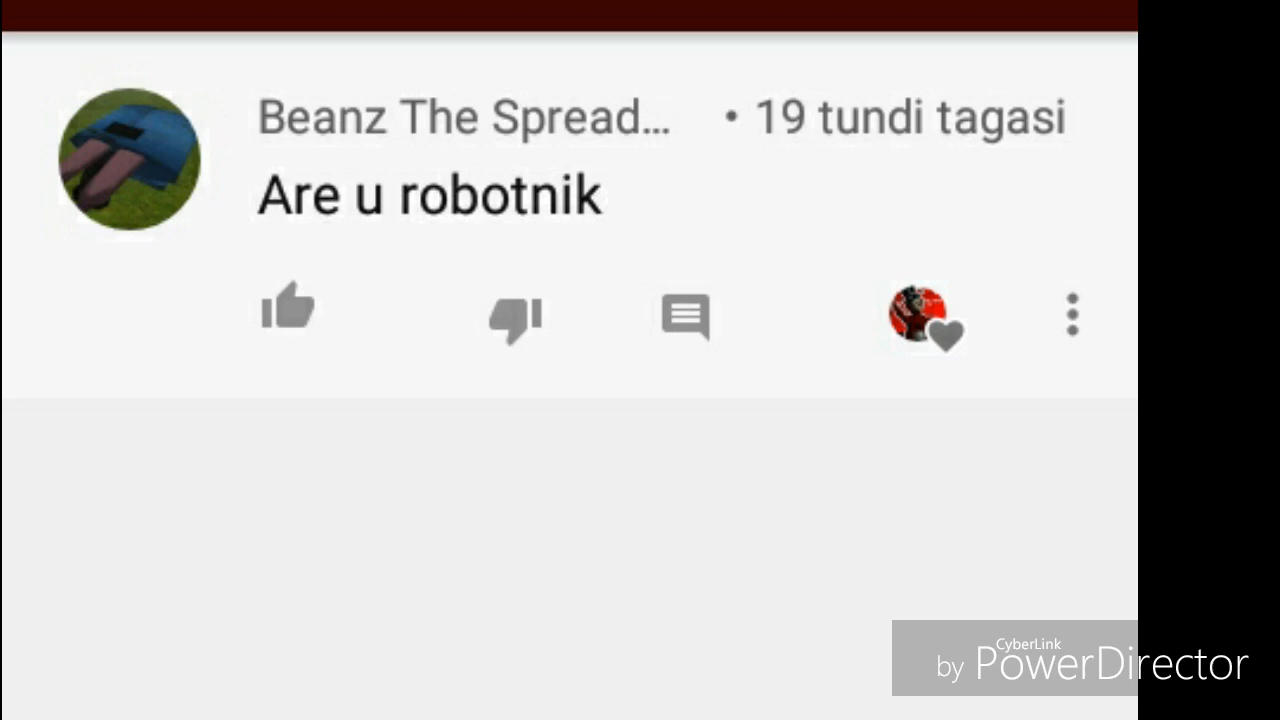 Beanz The Spread... • 19 tundi tagasi
Are u robotnik
CyberLink
by PowerDirector